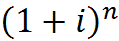 (1 + i)ⁿ